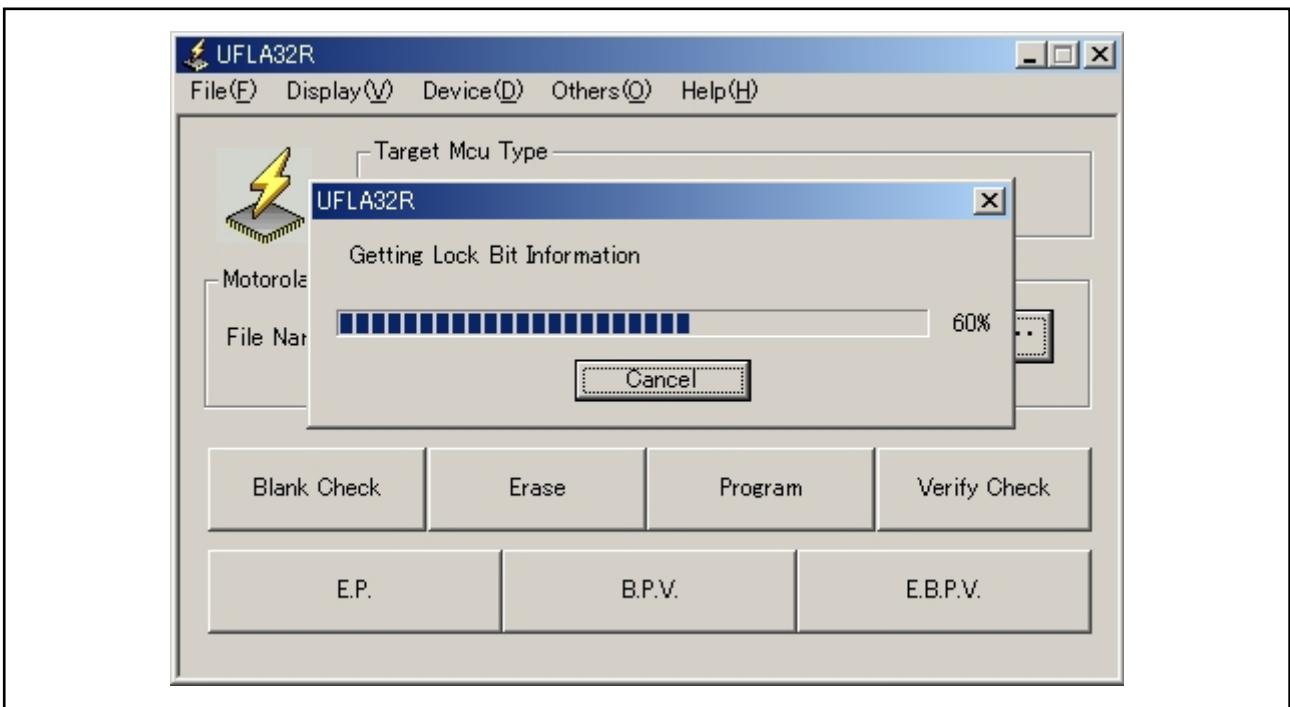 UFLA32R
File(F) Display(V) Device(D) Others(O) Help(H)
Target Mcu Type
UFLA32R
Getting Lock Bit Information
Motorola
File
60%
Cancel
Blank Check Erase Program Verify Check
E.P. B.P.V. E.B.P.V.